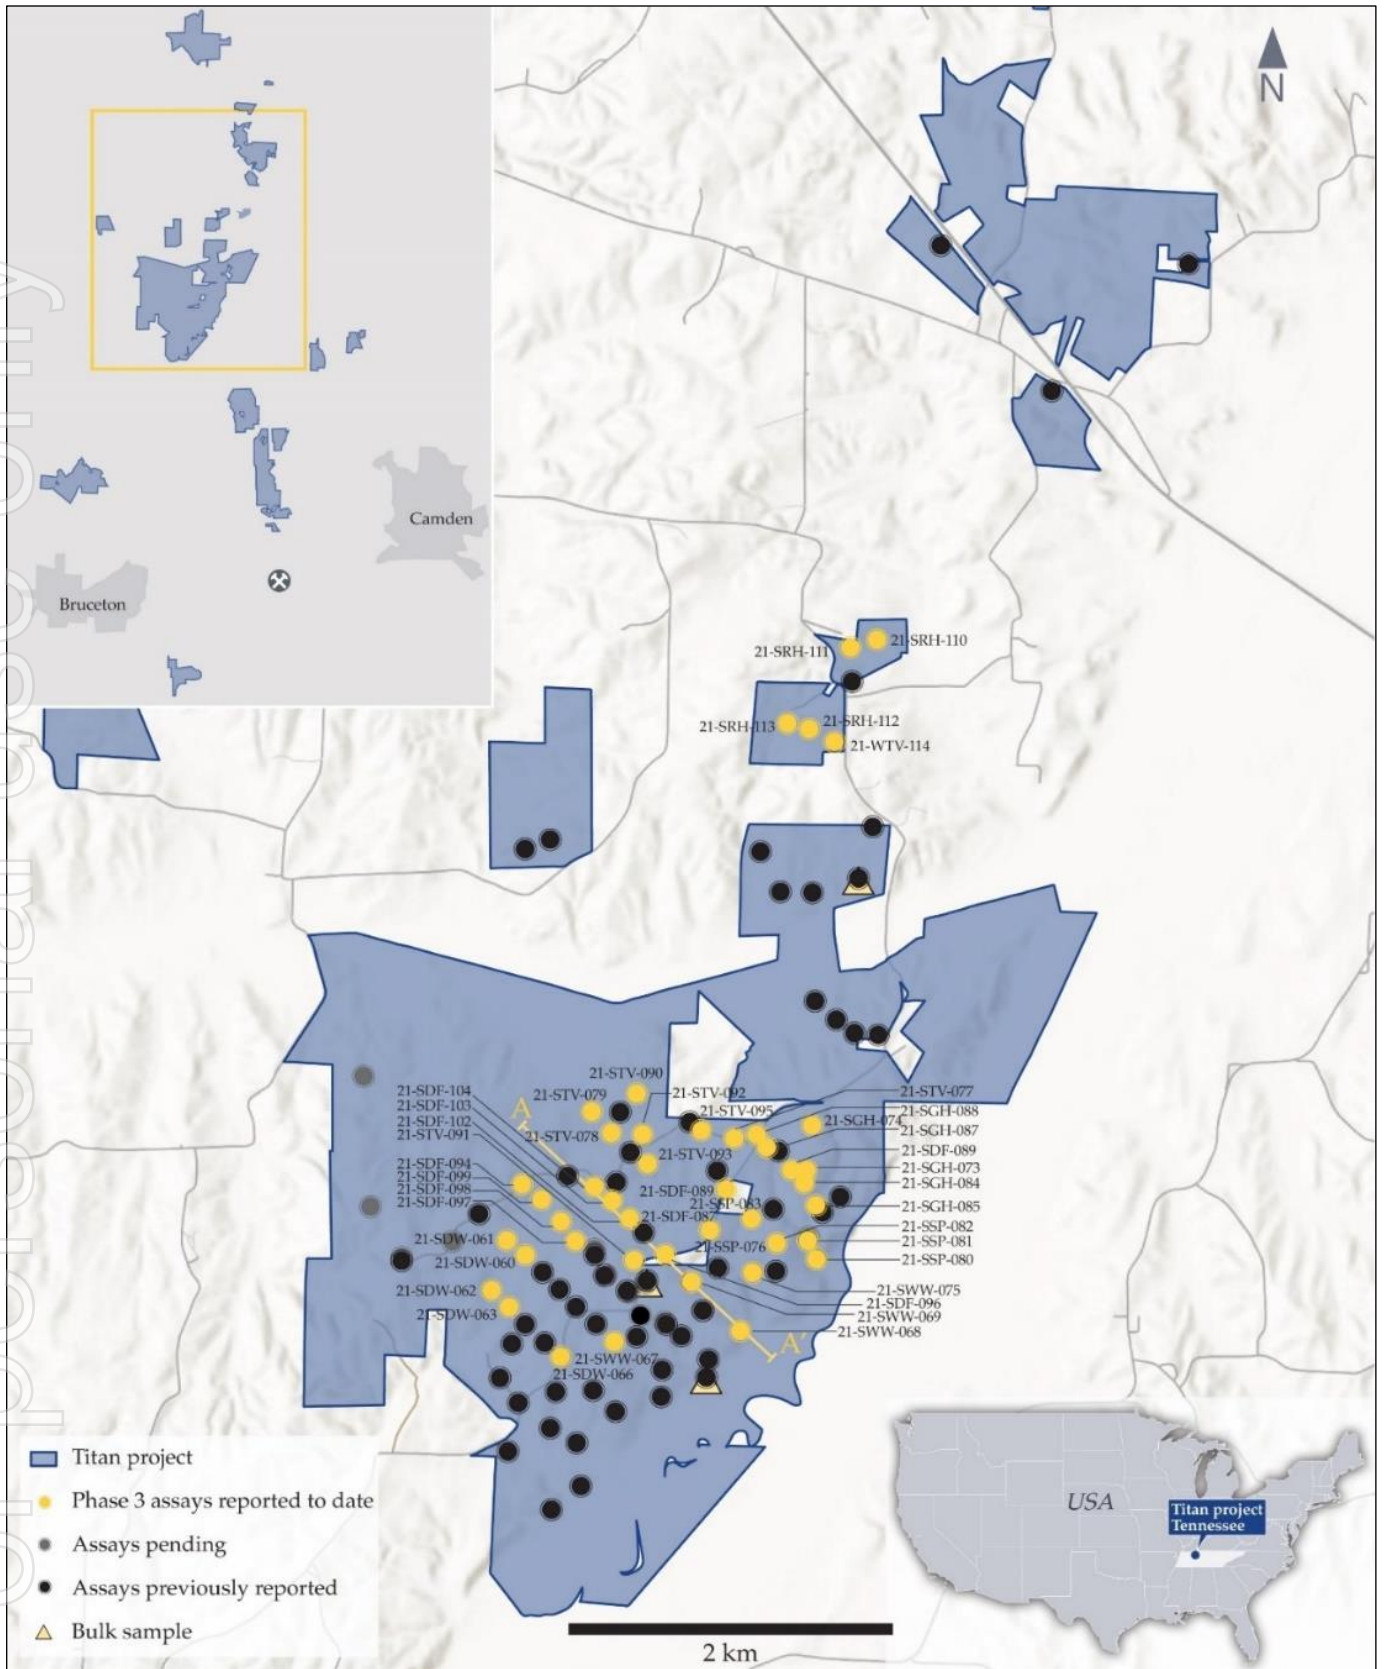 N
Camden
Bruceton
21-SRH-110
21-SRH-111
21-SRH-112
21-SRH-113
21-WTV-114
21-STV-090
21-SDF-104
21-STV-079
21-STV-092
21-STV-077
21-SDF-103
A
21-STV-095
21-SGH-088
21-SDF-102
21-SGH-074
21-STV-091
21-STV-078
21-SGH-087
21-STV-093
21-SDF-089
21-SDF-094
21-SGH-073
21-SDF-099
21-SGH-084
21-SDF-098
21-SDF-089
21-SDF-097
21-SSP-083
21-SGH-085
21-SDF-087
21-SSP-082
21-SDW-061
21-SSP-076
21-SSP-081
21-SDW-060
21-SSP-080
21-SDW-062
21-SWW-075
21-SDF-096
21-SDW-063
21-SWW-069
21-SWW-068
A'
21-SWW-067
21-SDW-066
Titan project
Phase 3 assays reported to date
Assays pending
Assays previously reported
Bulk sample
2 km
USA
Titan project
Tennessee